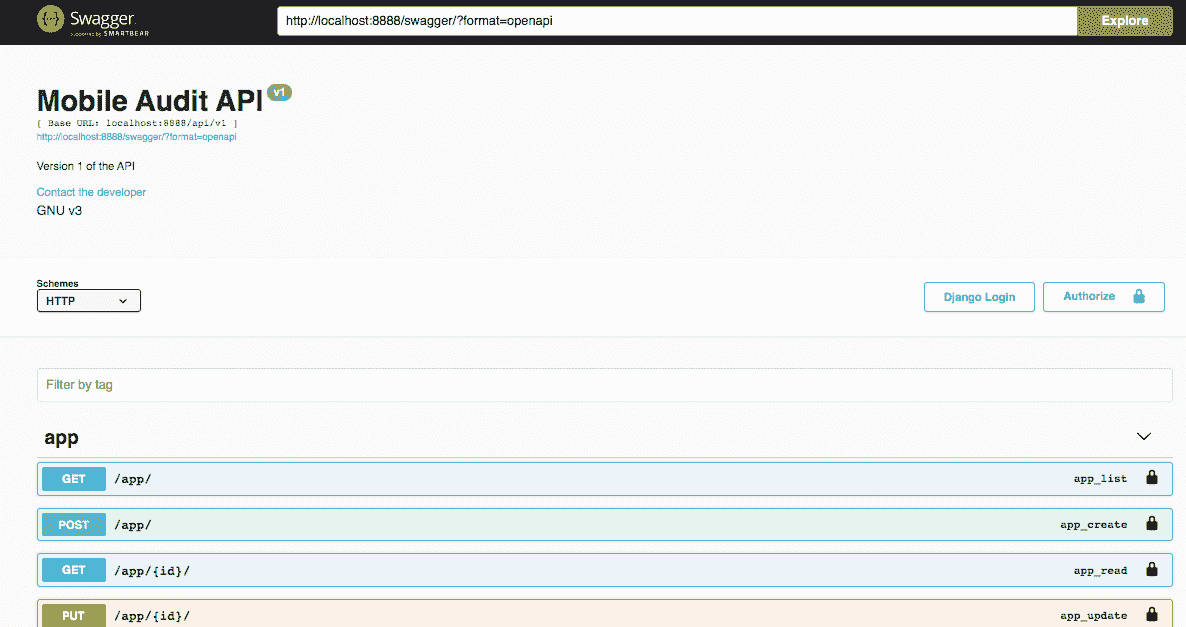 Swagger.
Supported by SMARTBEAR
http://localhost:8888/swagger/?format=openapi
Explore
Mobile Audit API v1
[ Base URL: localhost:8888/api/v1 ]
http://localhost:8888/swagger/?format=openapi
Version 1 of the API
Contact the developer
GNU v3
Schemes
HTTP
Django Login
Authorize
Filter by tag
app
GET /app/ app_list
POST /app/ app_create
GET /app/{id}/ app_read
PUT /app/{id}/ app_update